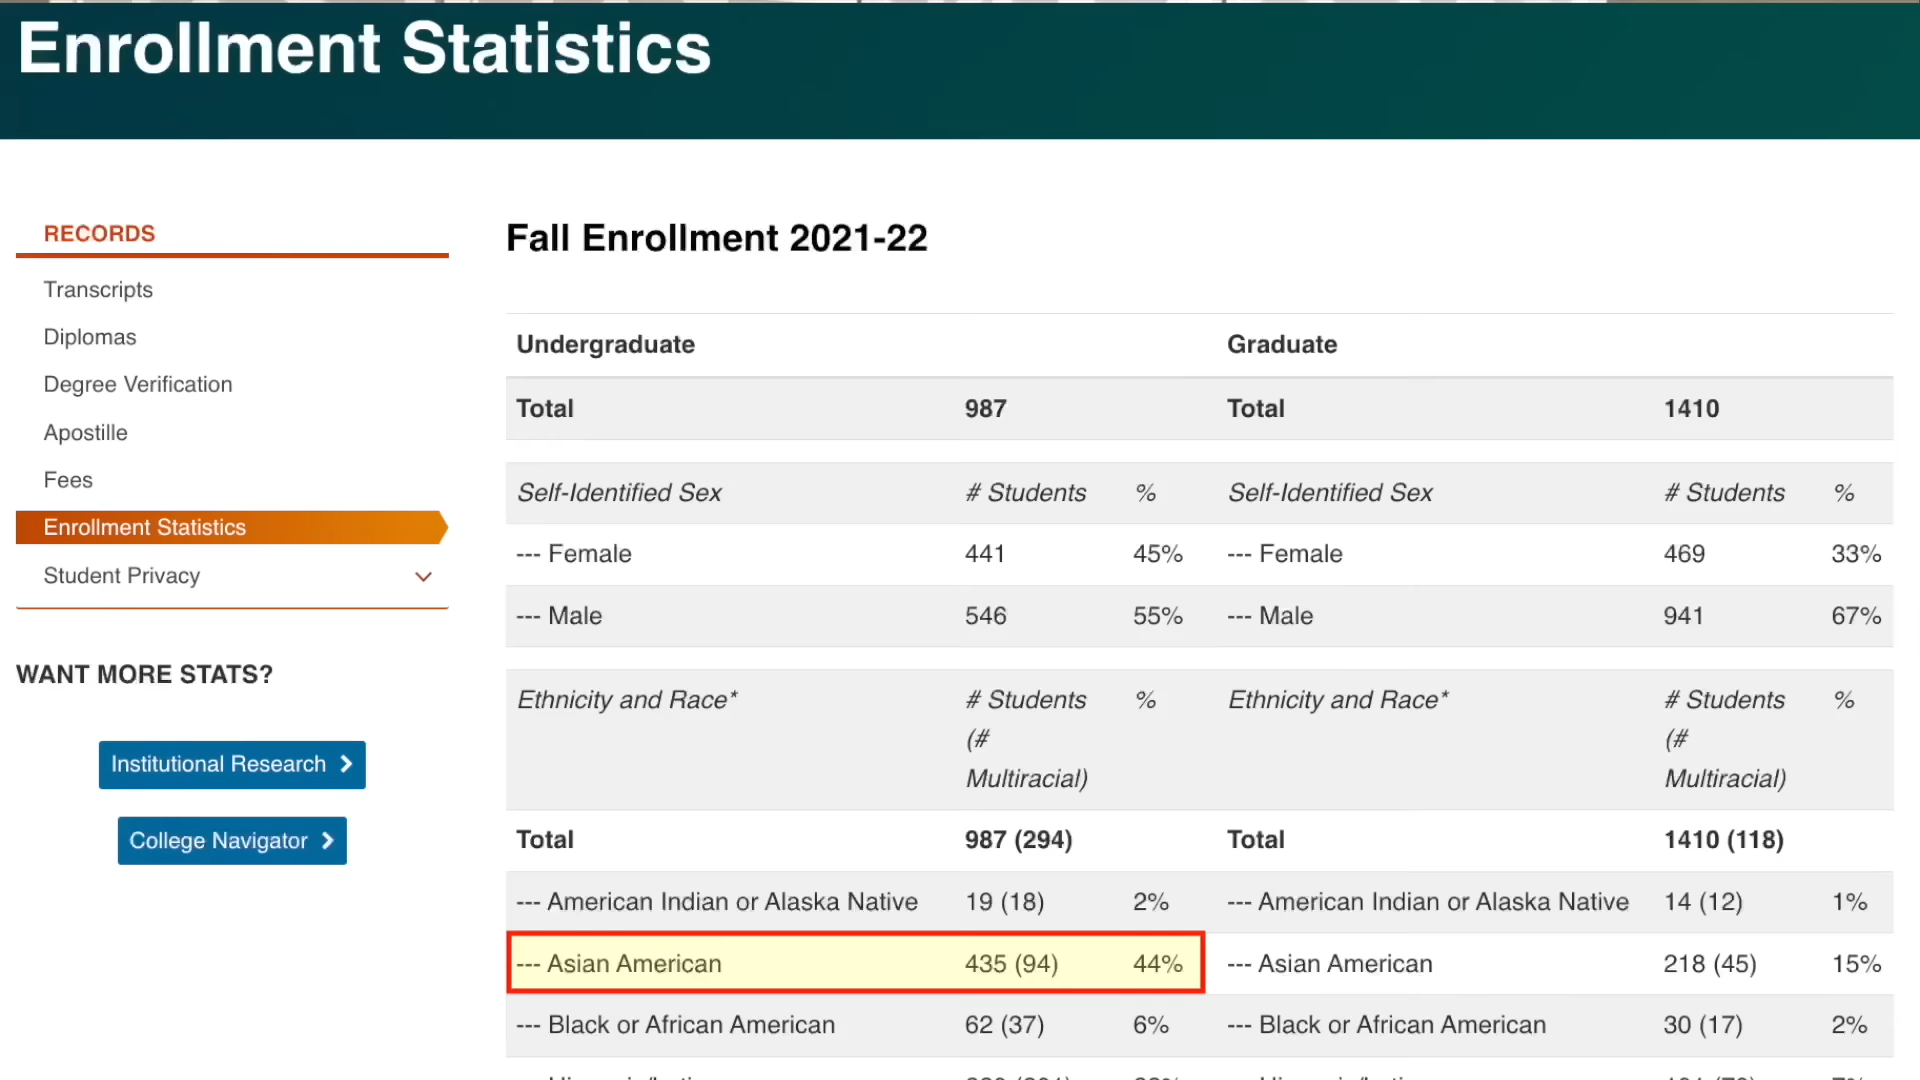 Enrollment Statistics
RECORDS
Transcripts
Diplomas
Degree Verification
Apostille
Fees
Enrollment Statistics
Student Privacy
WANT MORE STATS?
Institutional Research
College Navigator
Fall Enrollment 2021-22
Undergraduate Graduate
Total 987 Total 1410
Self-Identified Sex # Students % Self-Identified Sex # Students %
--- Female 441 45% --- Female 469 33%
--- Male 546 55% --- Male 941 67%
Ethnicity and Race* # Students % Ethnicity and Race* # Students %
(# (#
Multiracial) Multiracial)
Total 987 (294) Total 1410 (118)
--- American Indian or Alaska Native 19 (18) 2% --- American Indian or Alaska Native 14 (12) 1%
--- Asian American 435 (94) 44% --- Asian American 218 (45) 15%
--- Black or African American 62 (37) 6% --- Black or African American 30 (17) 2%